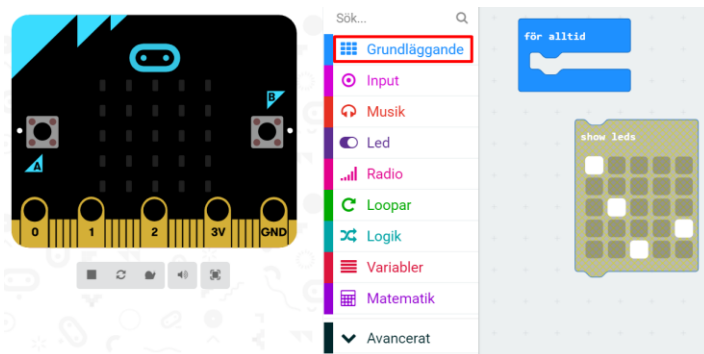 B
A
0 1 2 3V GND
Sök...
Grundläggande
Input
Musik
Led
Radio
Loopar
Logik
Variabler
Matematik
Avancerat
för alltid
show leds